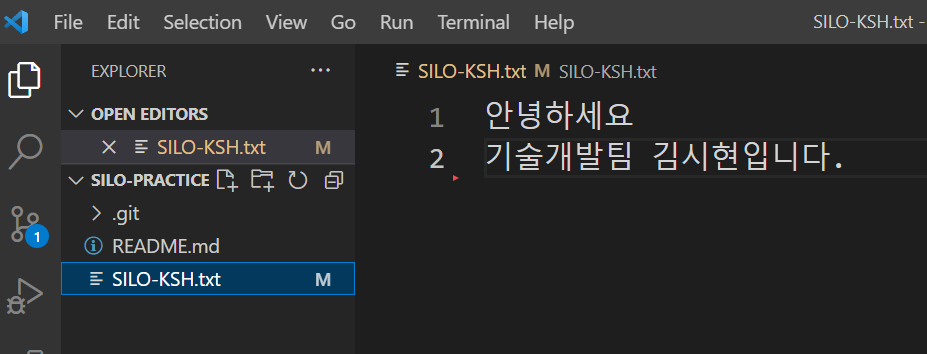 File Edit Selection View Go Run Terminal Help SILO-KSH.txt -
EXPLORER ...
SILO-KSH.txt M SILO-KSH.txt
OPEN EDITORS
SILO-KSH.txt M
SILO-PRACTICE
.git
README.md
SILO-KSH.txt M
1 안녕하세요
2 기술개발팀 김시현입니다.
1